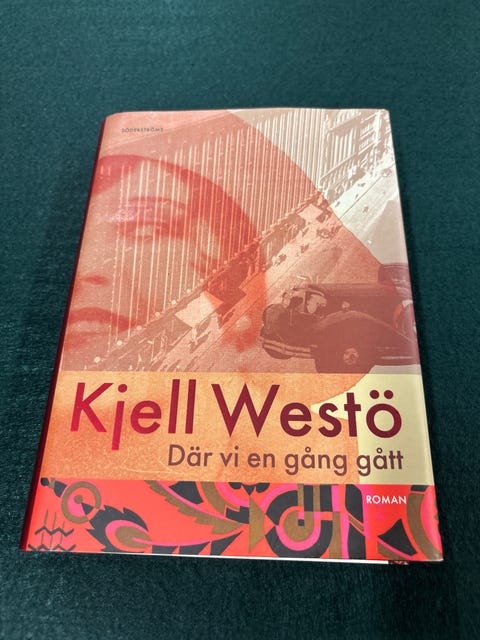 SÖDERSTRÖMS
Kjell Westö
Där vi en gång gått
ROMAN